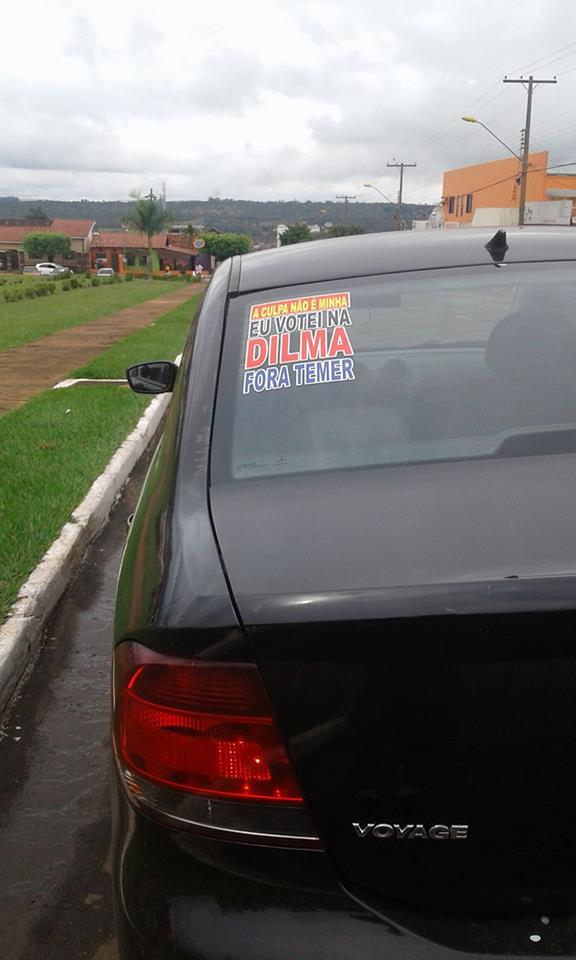 A CULPA NÃO É MINHA
EU VOTEI NA
DILMA
FORA TEMER
VOYAGE